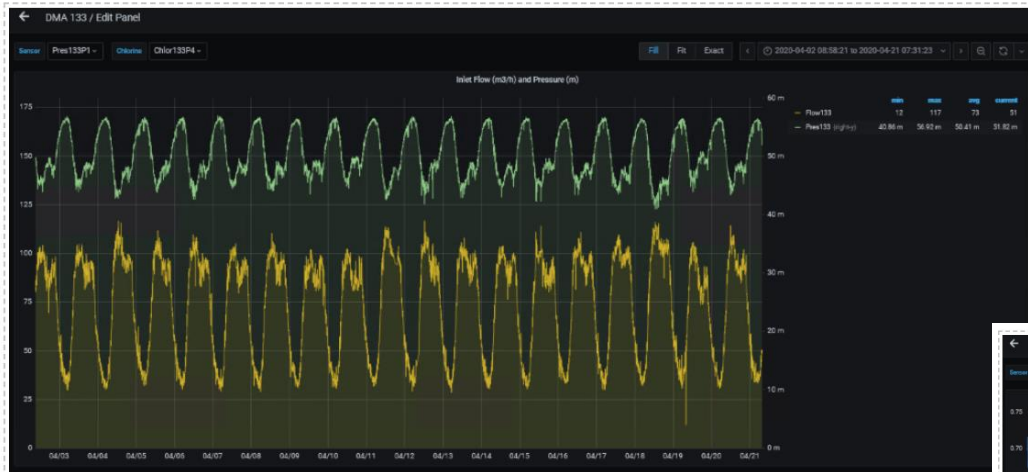 DMA 133 / Edit Panel
Sensor Pres133P1 Chlorine Chlor133P4 Fill Fit Exact 2020-04-02 08:58:21 to 2020-04-21 07:31:23
Inlet Flow (m3/h) and Pressure (m)
min max avg current
Flow133 12 117 73 51
Pres133 (right-y) 40.86 m 56.92 m 50.41 m 31.82 m
175
150
125
100
75
50
25
0
60 m
50 m
40 m
30 m
20 m
10 m
0 m
04/03 04/04 04/05 04/06 04/07 04/08 04/09 04/10 04/11 04/12 04/13 04/14 04/15 04/16 04/17 04/18 04/19 04/20 04/21
0.75
0.70